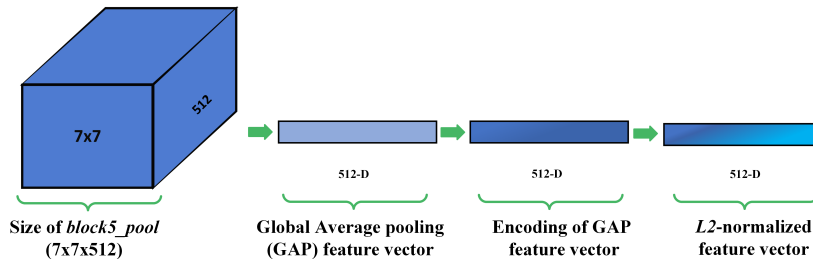 7x7
512
512-D
512-D
512-D
Size of block5_pool
(7x7x512)
Global Average pooling
(GAP) feature vector
Encoding of GAP
feature vector
L2-normalized
feature vector